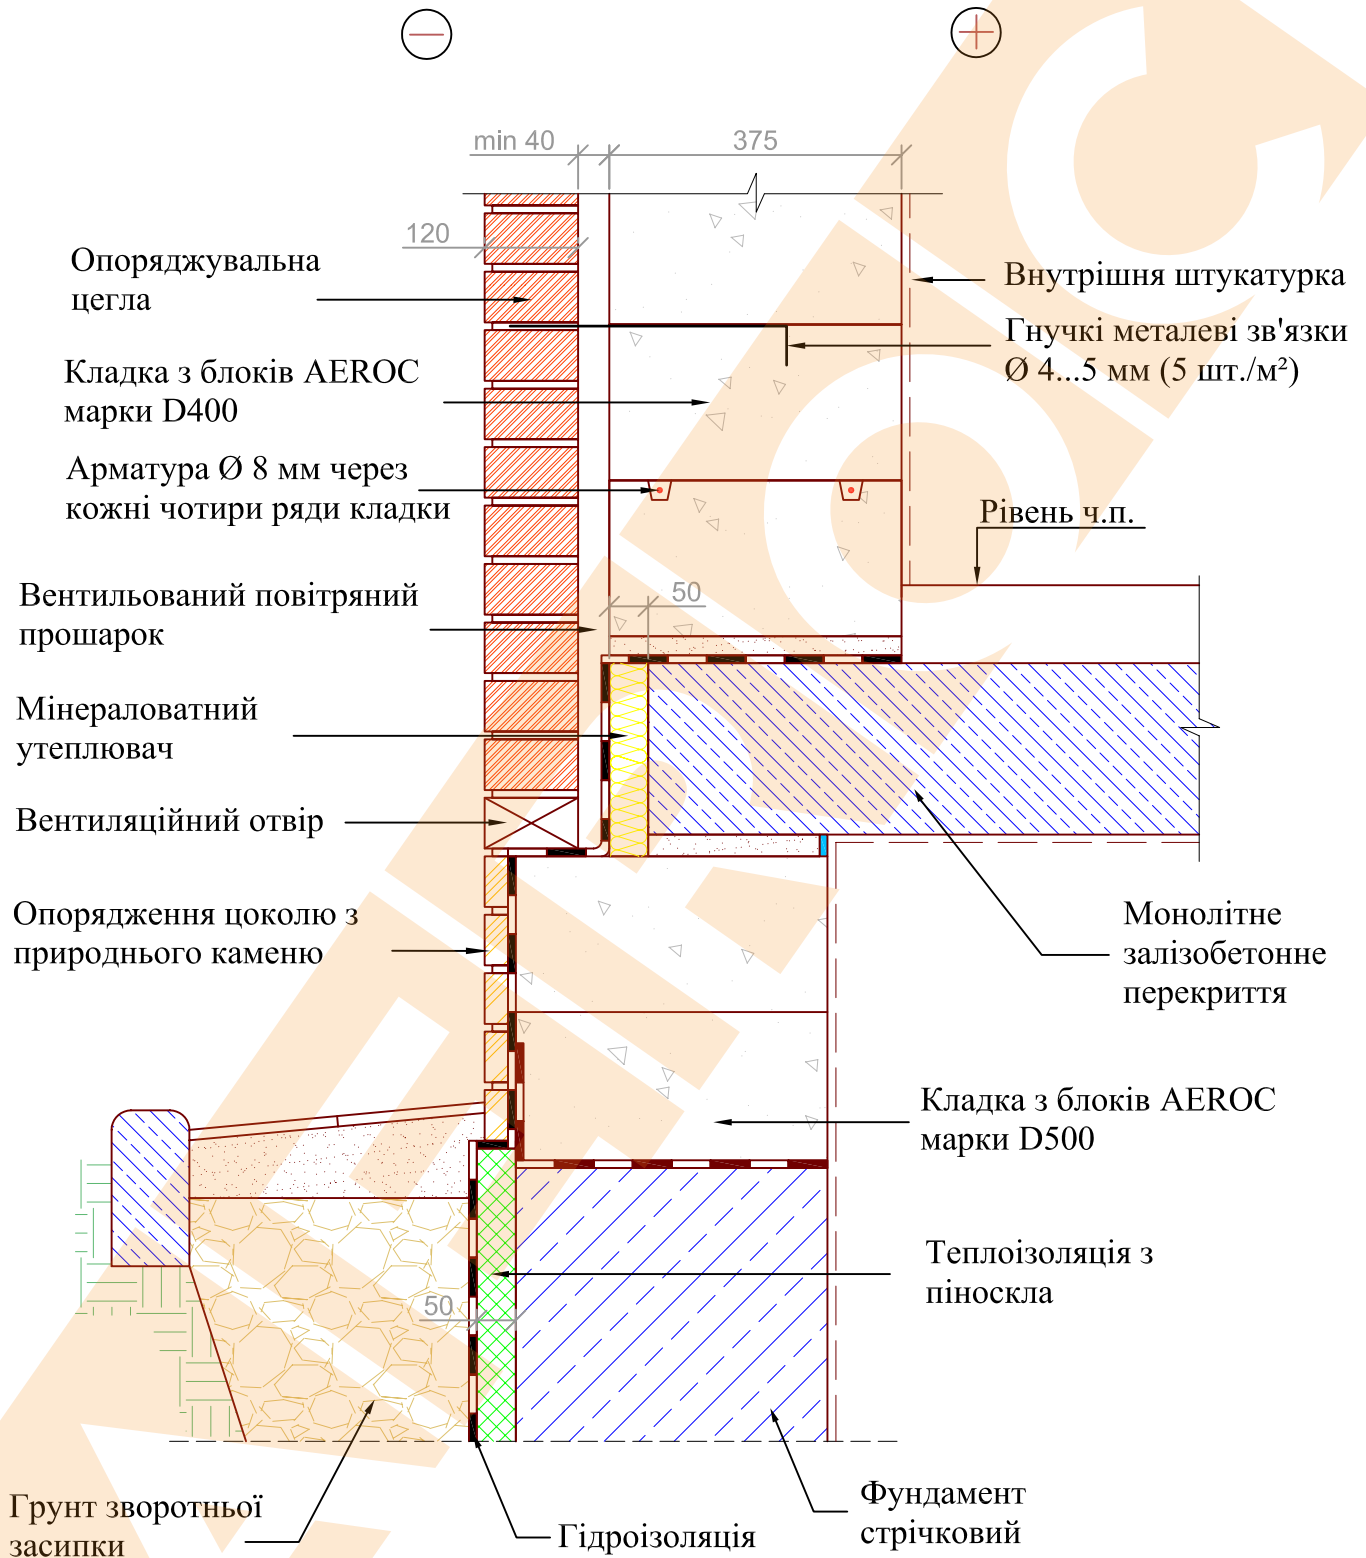 min 40
375
120
Опоряджувальна
цегла
Внутрішня штукатурка
Гнучкі металеві зв'язки
Ø 4...5 мм (5 шт./м²)
Кладка з блоків AEROC
марки D400
Арматура Ø 8 мм через
кожні чотири ряди кладки
Рівень ч.п.
Вентильований повітряний
прошарок
50
Мінераловатний
утеплювач
Вентиляційний отвір
Опорядження цоколю з
природнього каменю
Монолітне
залізобетонне
перекриття
Кладка з блоків AEROC
марки D500
Теплоізоляція з
піноскла
50
Грунт зворотньої
засипки
Гідроізоляція
Фундамент
стрічковий
AEROC